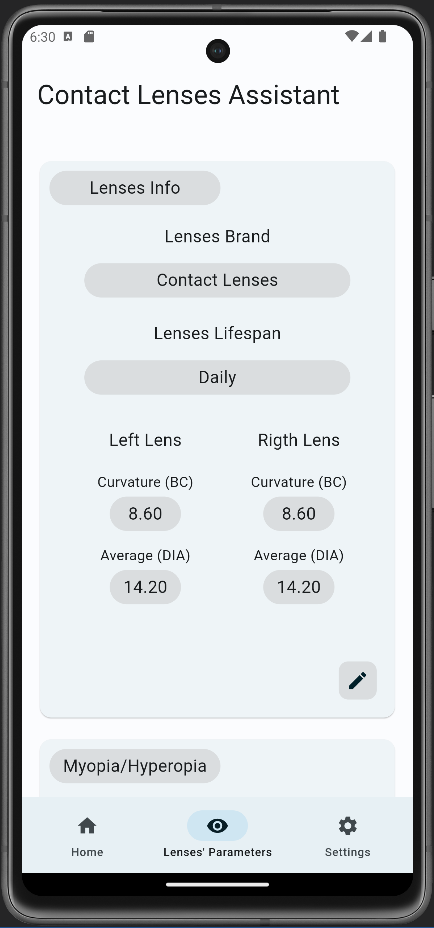 6:30
Contact Lenses Assistant
Lenses Info
Lenses Brand
Contact Lenses
Lenses Lifespan
Daily
Left Lens Rigth Lens
Curvature (BC) Curvature (BC)
8.60 8.60
Average (DIA) Average (DIA)
14.20 14.20
Myopia/Hyperopia
Home Lenses' Parameters Settings